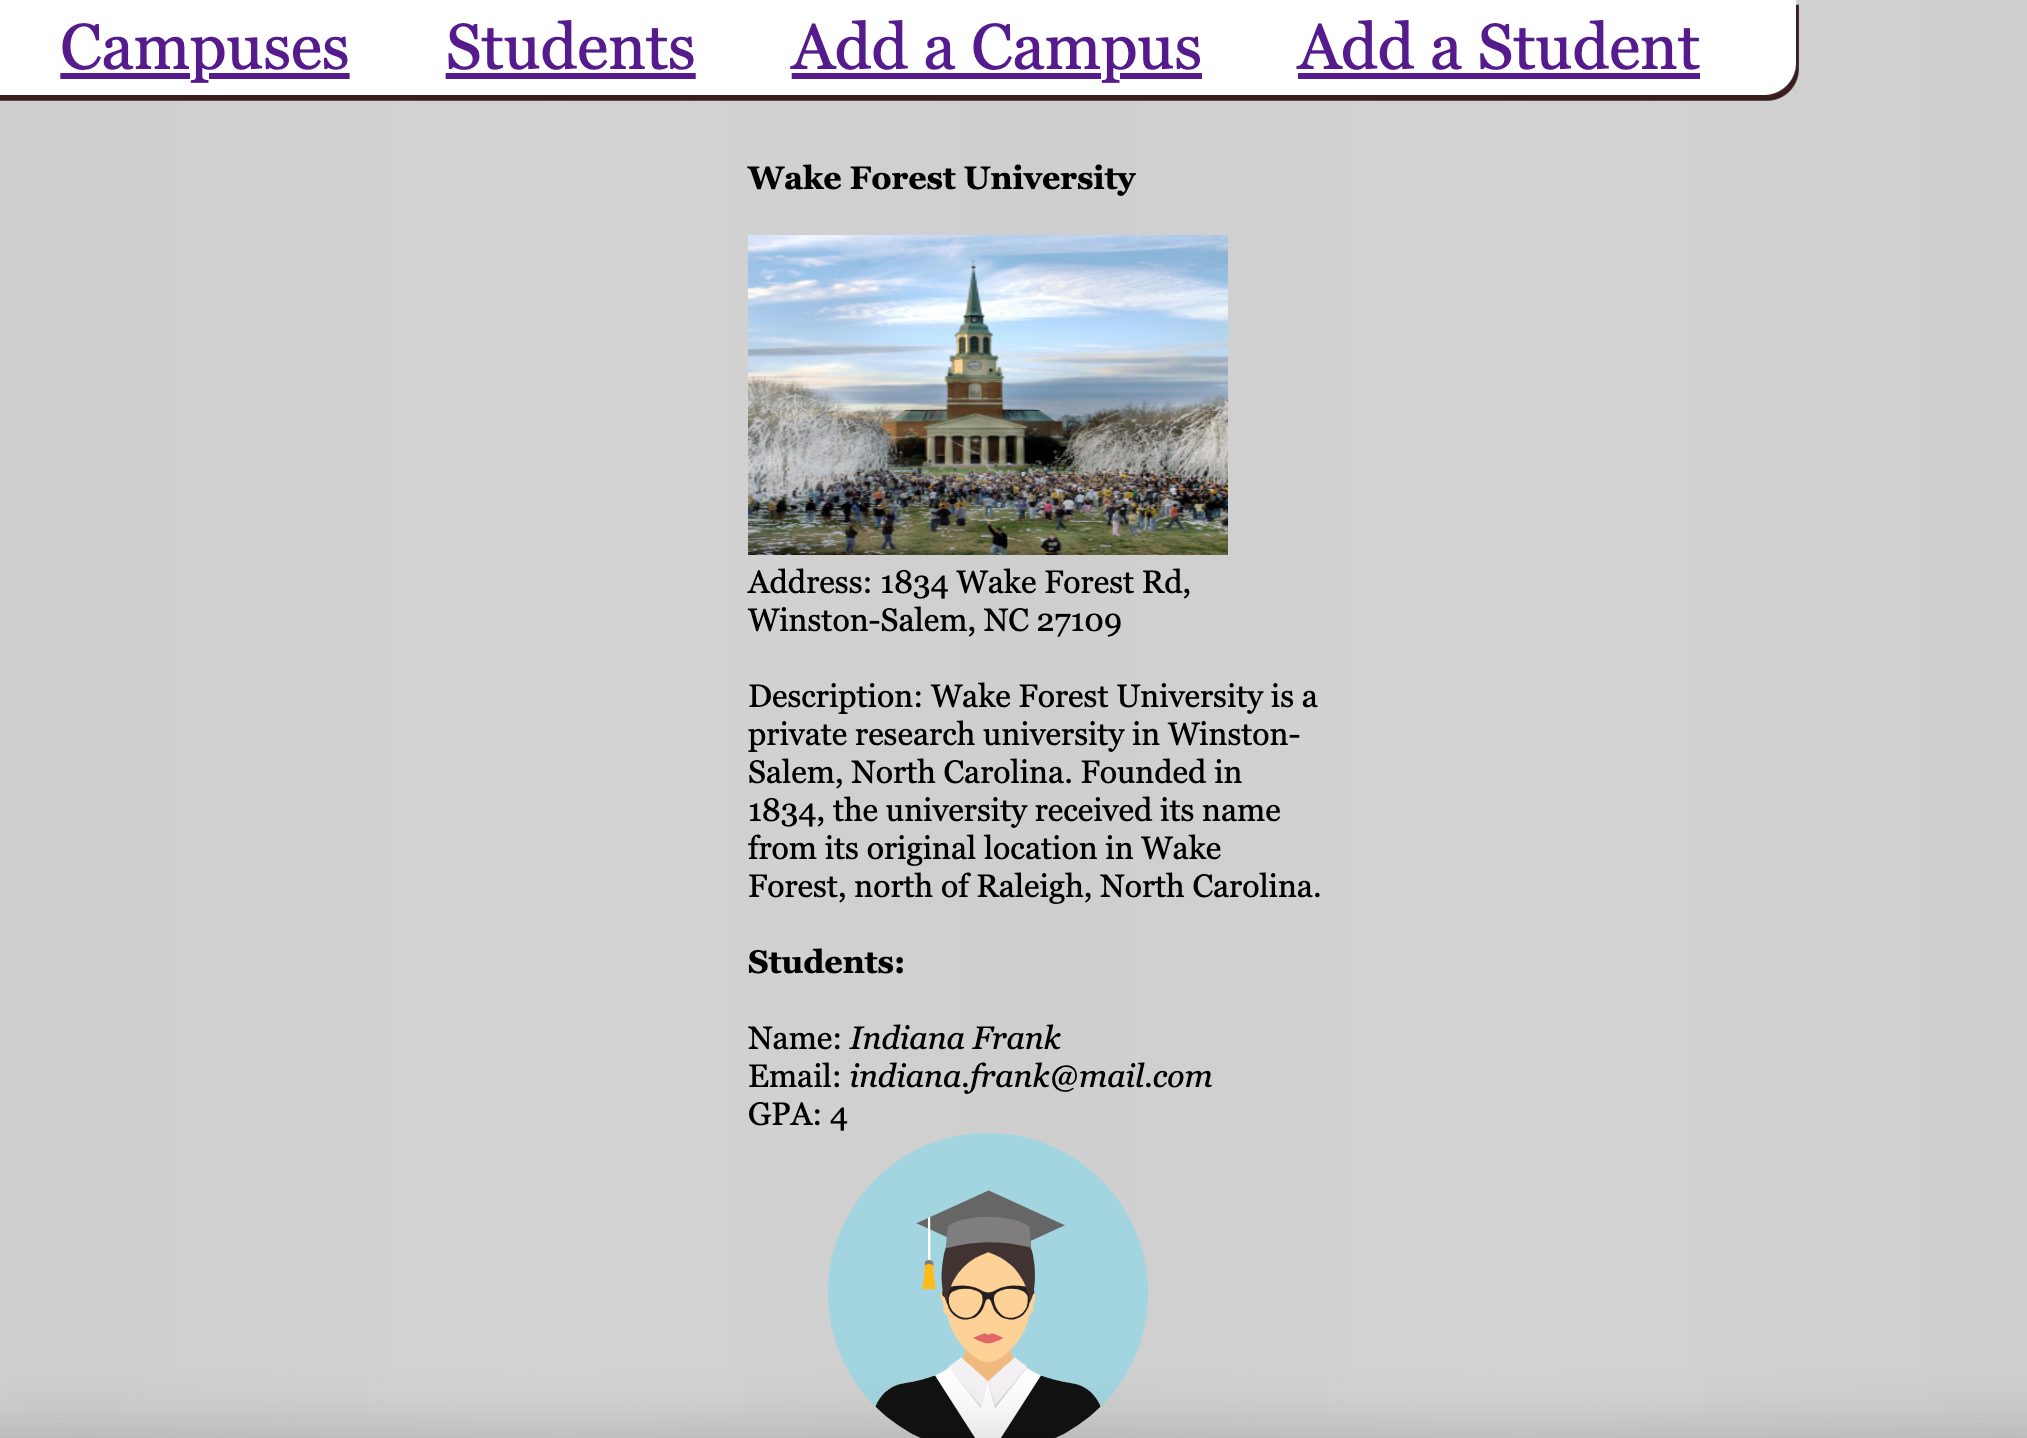 Campuses Students Add a Campus Add a Student
Wake Forest University
Address: 1834 Wake Forest Rd,
Winston-Salem, NC 27109
Description: Wake Forest University is a
private research university in Winston-
Salem, North Carolina. Founded in
1834, the university received its name
from its original location in Wake
Forest, north of Raleigh, North Carolina.
Students:
Name: Indiana Frank
Email: indiana.frank@mail.com
GPA: 4